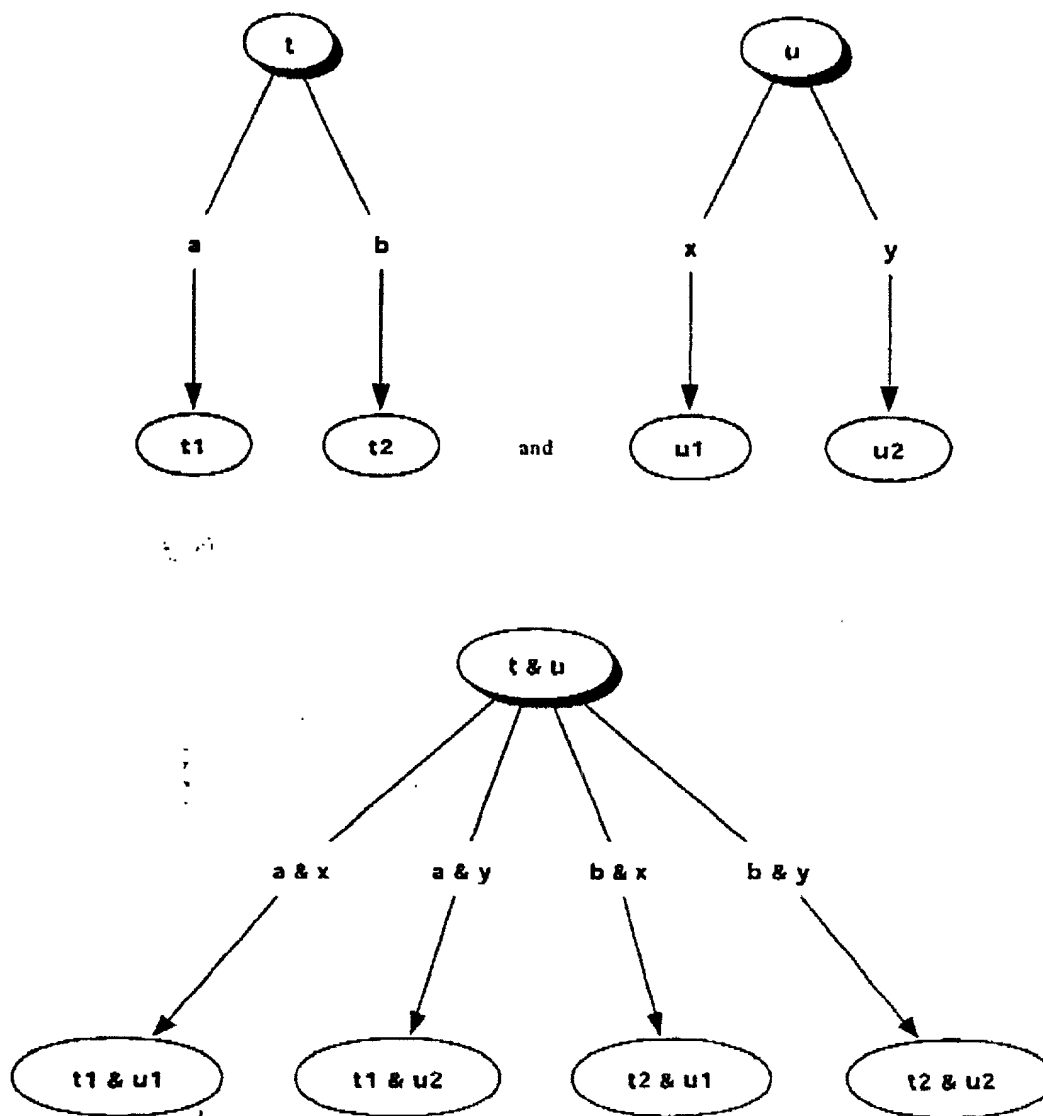 t u
a b x y
t1 t2 and u1 u2
t & u
a & x a & y b & x b & y
t1 & u1 t1 & u2 t2 & u1 t2 & u2